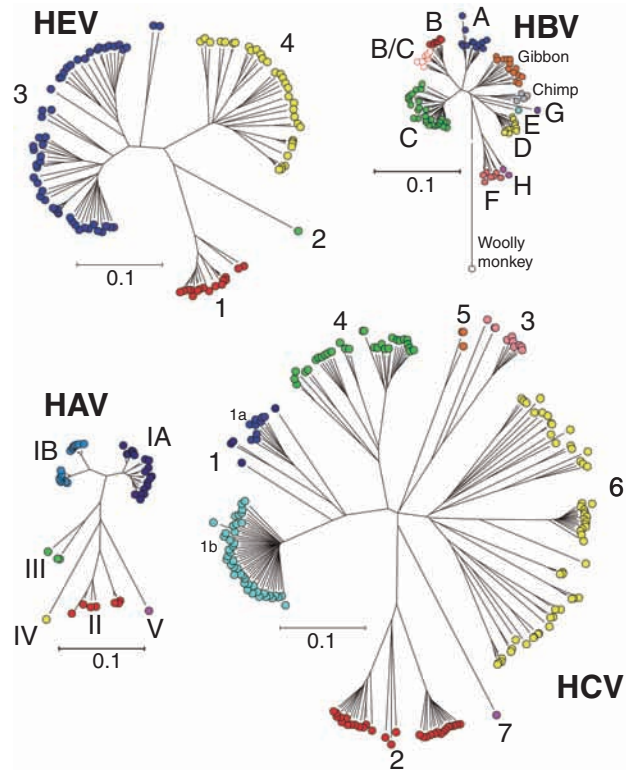 HEV
3
4
2
1
0.1
HBV
A
B
B/C
Gibbon
Chimp
G
E
D
C
0.1
H
F
Woolly
monkey
HAV
IB
IA
III
IV
II
V
0.1
4
5
3
1a
1
6
1b
0.1
HCV
7
2